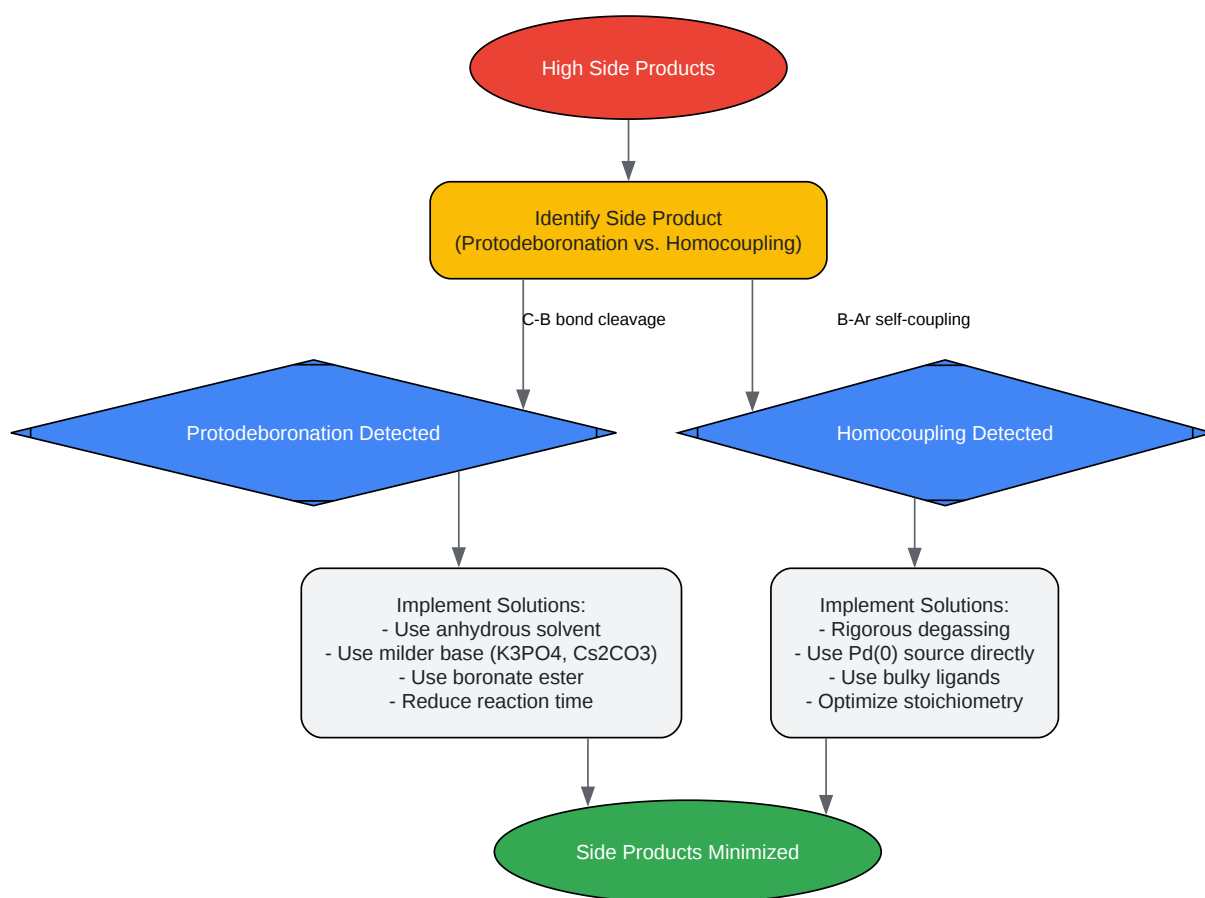 High Side Products
Identify Side Product
(Protodeboronation vs. Homocoupling)
C-B bond cleavage
B-Ar self-coupling
Protodeboronation Detected
Homocoupling Detected
Implement Solutions:
- Use anhydrous solvent
- Use milder base (K3PO4, Cs2CO3)
- Use boronate ester
- Reduce reaction time
Implement Solutions:
- Rigorous degassing
- Use Pd(0) source directly
- Use bulky ligands
- Optimize stoichiometry
Side Products Minimized